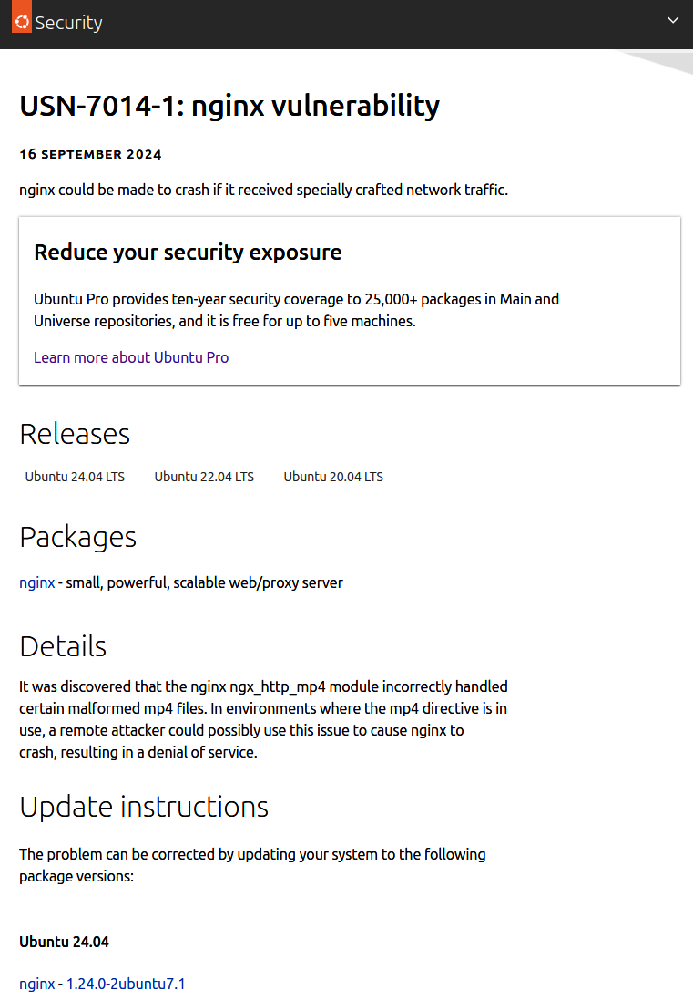 Security
USN-7014-1: nginx vulnerability
16 SEPTEMBER 2024
nginx could be made to crash if it received specially crafted network traffic.
Reduce your security exposure
Ubuntu Pro provides ten-year security coverage to 25,000+ packages in Main and
Universe repositories, and it is free for up to five machines.
Learn more about Ubuntu Pro
Releases
Ubuntu 24.04 LTS Ubuntu 22.04 LTS Ubuntu 20.04 LTS
Packages
nginx - small, powerful, scalable web/proxy server
Details
It was discovered that the nginx ngx_http_mp4 module incorrectly handled
certain malformed mp4 files. In environments where the mp4 directive is in
use, a remote attacker could possibly use this issue to cause nginx to
crash, resulting in a denial of service.
Update instructions
The problem can be corrected by updating your system to the following
package versions:
Ubuntu 24.04
nginx - 1.24.0-2ubuntu7.1